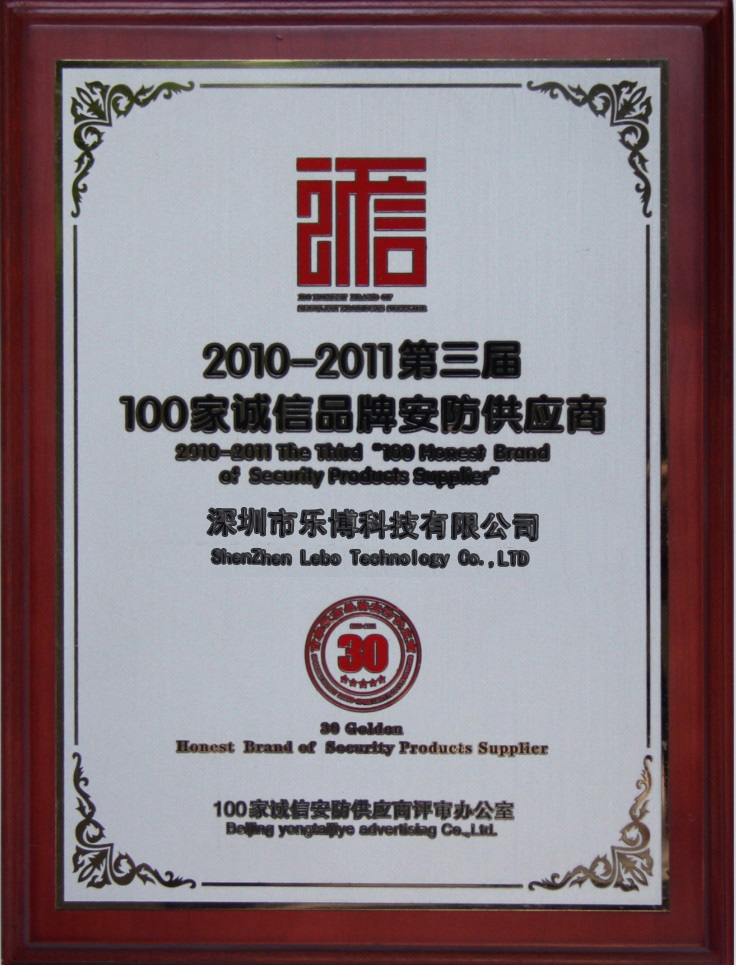 诚信
2010-2011第三届
100家诚信品牌安防供应商
2010-2011 The Third "100 Honest Brand
of Security Products Supplier"
深圳市乐博科技有限公司
ShenZhen Lebo Technology Co.,LTD
30
30 Golden
Honest Brand of Security Products Supplier
100家诚信安防供应商评审办公室
advertising Co.,Ltd.